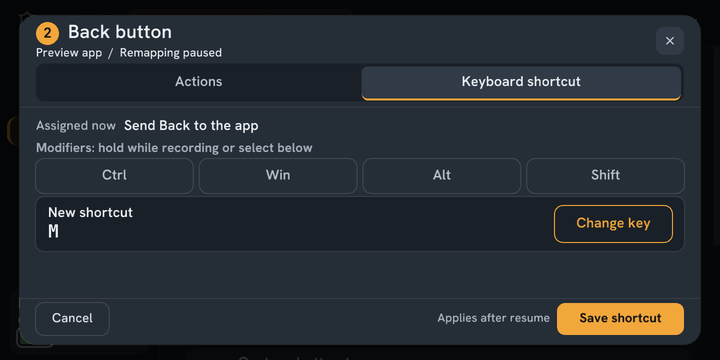 2 Back button
Preview app / Remapping paused
Actions
Keyboard shortcut
Assigned now Send Back to the app
Modifiers: hold while recording or select below
Ctrl
Win
Alt
Shift
New shortcut
M
Change key
Cancel
Applies after resume
Save shortcut